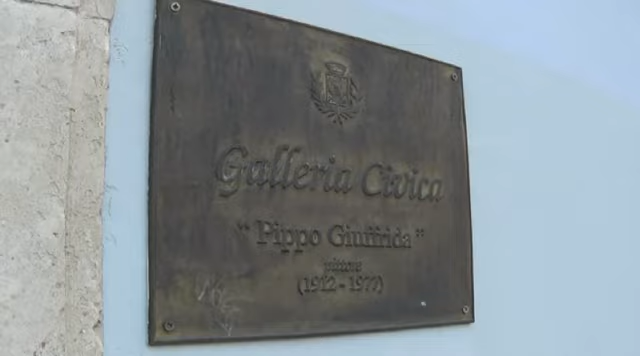 Galleria Civica
“Pippo Giuffrida”
pittore
(1912-1977)